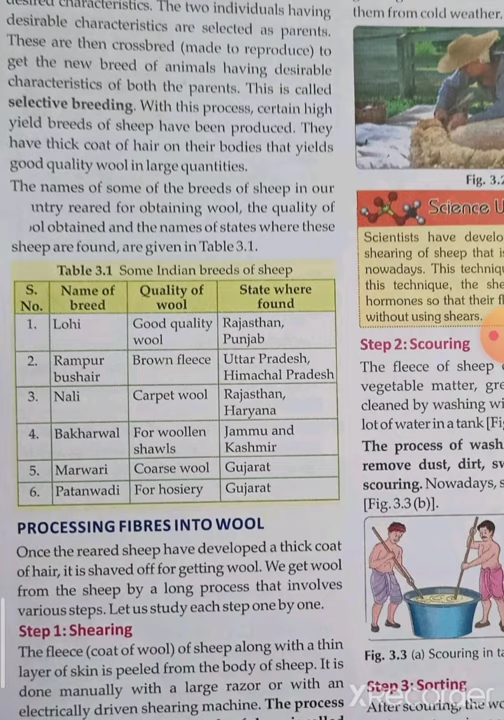 desired characteristics. The two individuals having
desirable characteristics are selected as parents.
These are then crossbred (made to reproduce) to
get the new breed of animals having desirable
characteristics of both the parents. This is called
selective breeding. With this process, certain high
yield breeds of sheep have been produced. They
have thick coat of hair on their bodies that yields
good quality wool in large quantities.
The names of some of the breeds of sheep in our
untry reared for obtaining wool, the quality of
ol obtained and the names of states where these
sheep are found, are given in Table 3.1.
Table 3.1 Some Indian breeds of sheep
S. No. Name of breed Quality of wool State where found
1. Lohi Good quality wool Rajasthan, Punjab
2. Rampur bushair Brown fleece Uttar Pradesh, Himachal Pradesh
3. Nali Carpet wool Rajasthan, Haryana
4. Bakharwal For woollen shawls Jammu and Kashmir
5. Marwari Coarse wool Gujarat
6. Patanwadi For hosiery Gujarat
PROCESSING FIBRES INTO WOOL
Once the reared sheep have developed a thick coat
of hair, it is shaved off for getting wool. We get wool
from the sheep by a long process that involves
various steps. Let us study each step one by one.
Step 1: Shearing
The fleece (coat of wool) of sheep along with a thin
layer of skin is peeled from the body of sheep. It is
done manually with a large razor or with an
electrically driven shearing machine. The process
them from cold weather.
Fig. 3.2
Science U
Scientists have develo
shearing of sheep that is
nowadays. This techniqu
this technique, the she
hormones so that their fl
without using shears.
Step 2: Scouring
The fleece of sheep
vegetable matter, gre
cleaned by washing wi
lot of water in a tank [Fi
The process of wash
remove dust, dirt, sw
scouring. Nowadays, s
[Fig. 3.3 (b)].
Fig. 3.3 (a) Scouring in ta
Step 3: Sorting
After scouring, the wo
XRecorder